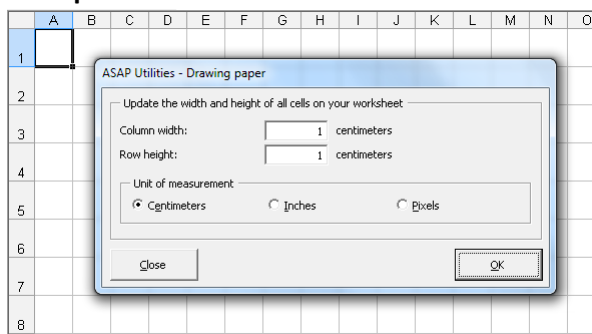 A B C D E F G H I J K L M N O
1
ASAP Utilities - Drawing paper
2
Update the width and height of all cells on your worksheet
3
Column width: 1 centimeters
Row height: 1 centimeters
4
Unit of measurement
5
Centimeters Inches Pixels
6
Close OK
7
8